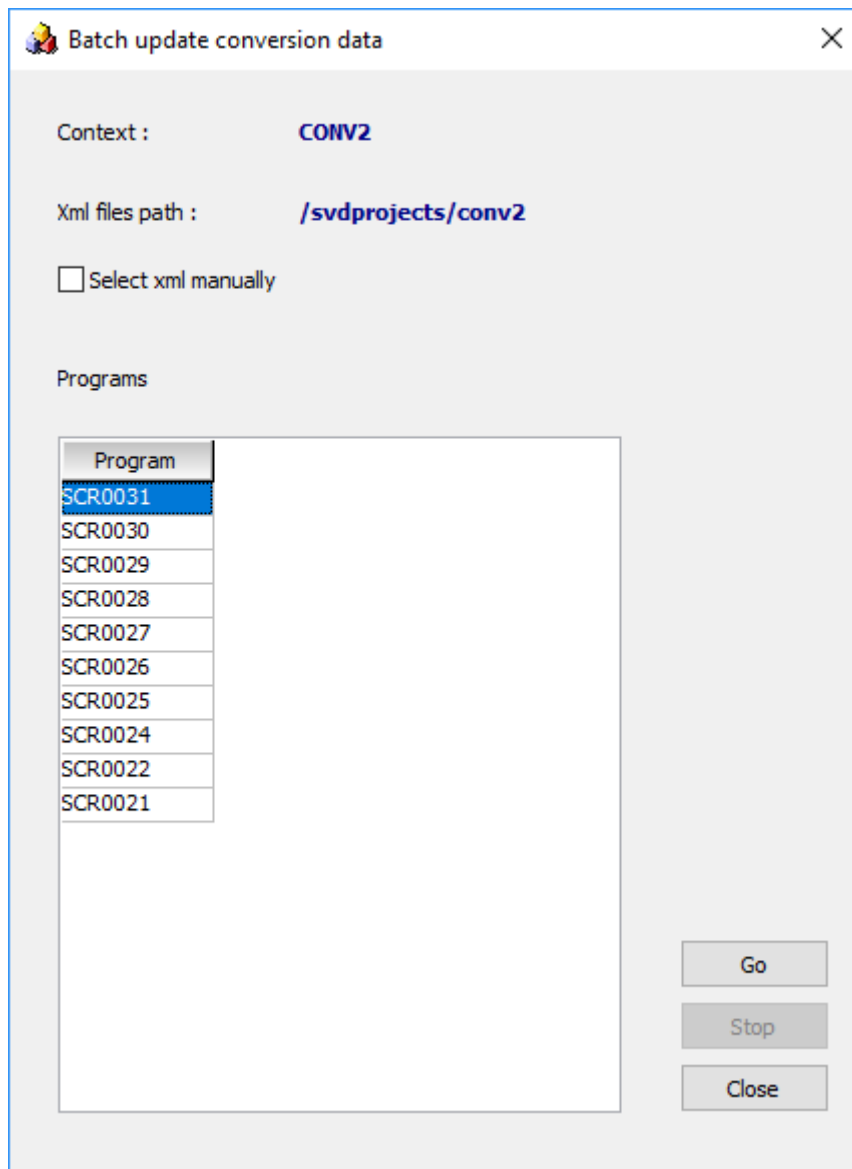 Batch update conversion data
Context : CONV2
Xml files path : /svdprojects/conv2
Select xml manually
Programs
Program
SCR0031
SCR0030
SCR0029
SCR0028
SCR0027
SCR0026
SCR0025
SCR0024
SCR0022
SCR0021
Go
Stop
Close